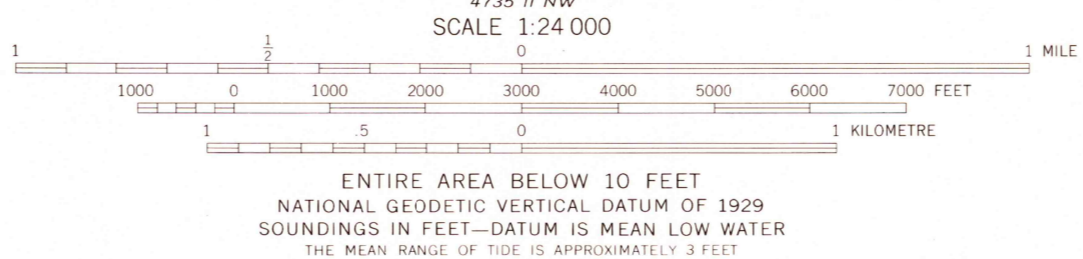 4735 II NW
SCALE 1:24 000
1 1/2 0 1 MILE
1000 0 1000 2000 3000 4000 5000 6000 7000 FEET
1 .5 0 1 KILOMETRE
ENTIRE AREA BELOW 10 FEET
NATIONAL GEODETIC VERTICAL DATUM OF 1929
SOUNDINGS IN FEET—DATUM IS MEAN LOW WATER
THE MEAN RANGE OF TIDE IS APPROXIMATELY 3 FEET